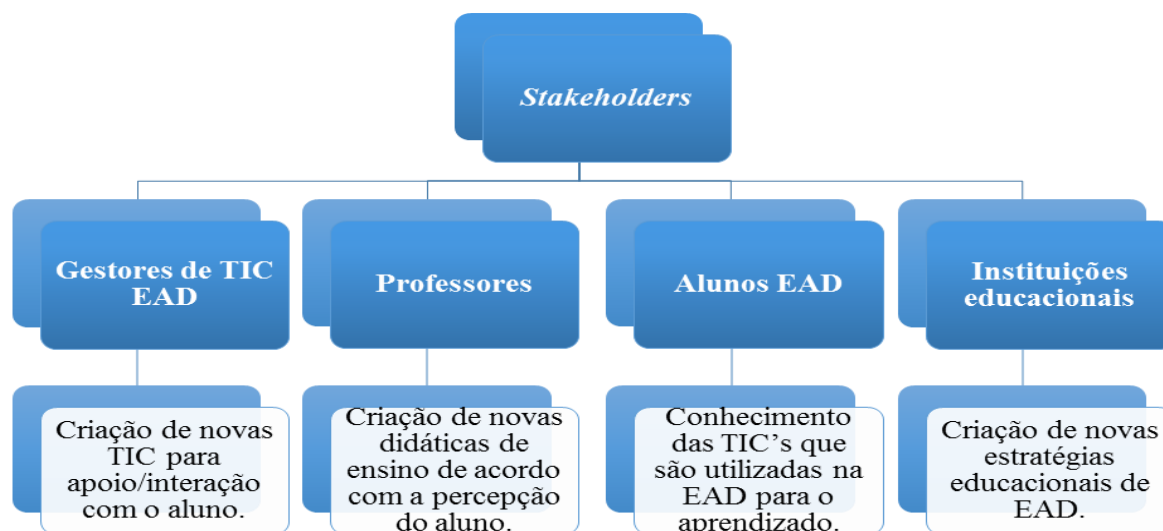 Stakeholders
Gestores de TIC
EAD
Professores
Alunos EAD
Instituições
educacionais
Criação de novas
TIC para
apoio/interação
com o aluno.
Criação de novas
didáticas de
ensino de acordo
com a percepção
do aluno.
Conhecimento
das TIC’s que
são utilizadas na
EAD para o
aprendizado.
Criação de novas
estratégias
educacionais de
EAD.